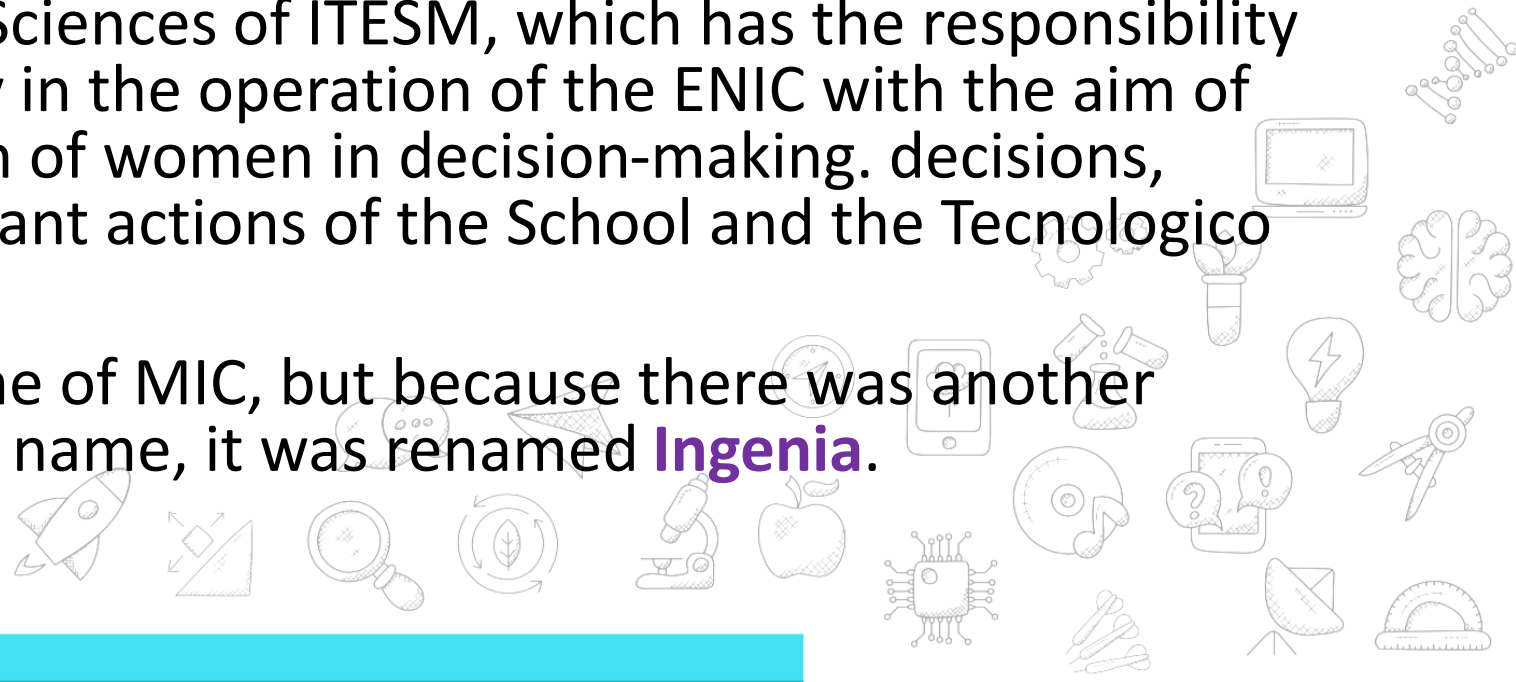 Sciences of ITESM, which has the responsibility
in the operation of the ENIC with the aim of
of women in decision-making. decisions,
actions of the School and the Tecnologico
of MIC, but because there was another
name, it was renamed Ingenia.